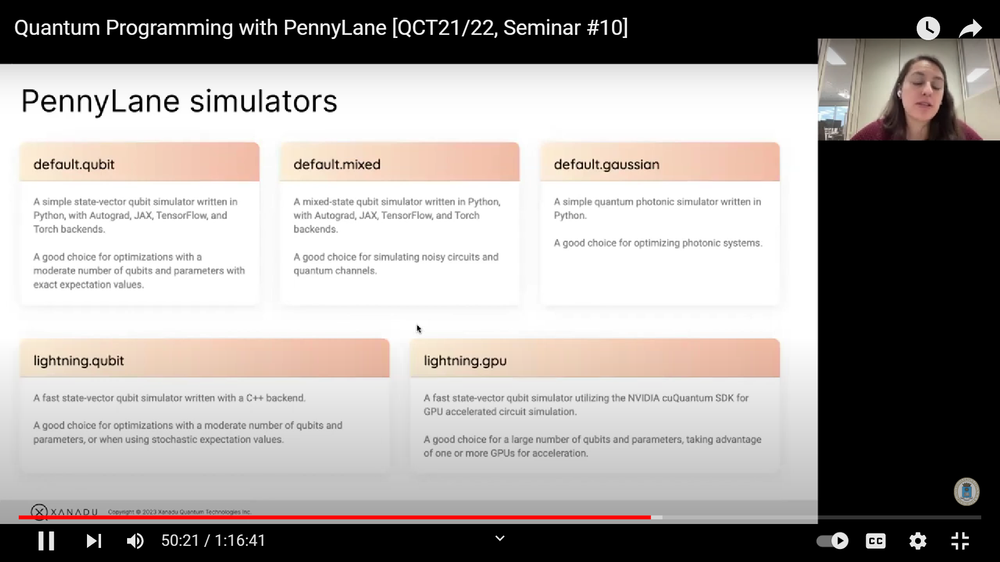 Quantum Programming with PennyLane [QCT21/22, Seminar #10]
PennyLane simulators
default.qubit
A simple state-vector qubit simulator written in
Python, with Autograd, JAX, TensorFlow, and
Torch backends.
A good choice for optimizations with a
moderate number of qubits and parameters with
exact expectation values.
default.mixed
A mixed-state qubit simulator written in Python,
with Autograd, JAX, TensorFlow, and Torch
backends.
A good choice for simulating noisy circuits and
quantum channels.
default.gaussian
A simple quantum photonic simulator written in
Python.
A good choice for optimizing photonic systems.
lightning.qubit
A fast state-vector qubit simulator written with a C++ backend.
A good choice for optimizations with a moderate number of qubits and
parameters, or when using stochastic expectation values.
lightning.gpu
A fast state-vector qubit simulator utilizing the NVIDIA cuQuantum SDK for
GPU accelerated circuit simulation.
A good choice for a large number of qubits and parameters, taking advantage
of one or more GPUs for acceleration.
XANADU Copyright © 2023 Xanadu Quantum Technologies Inc.
50:21 / 1:16:41
CC